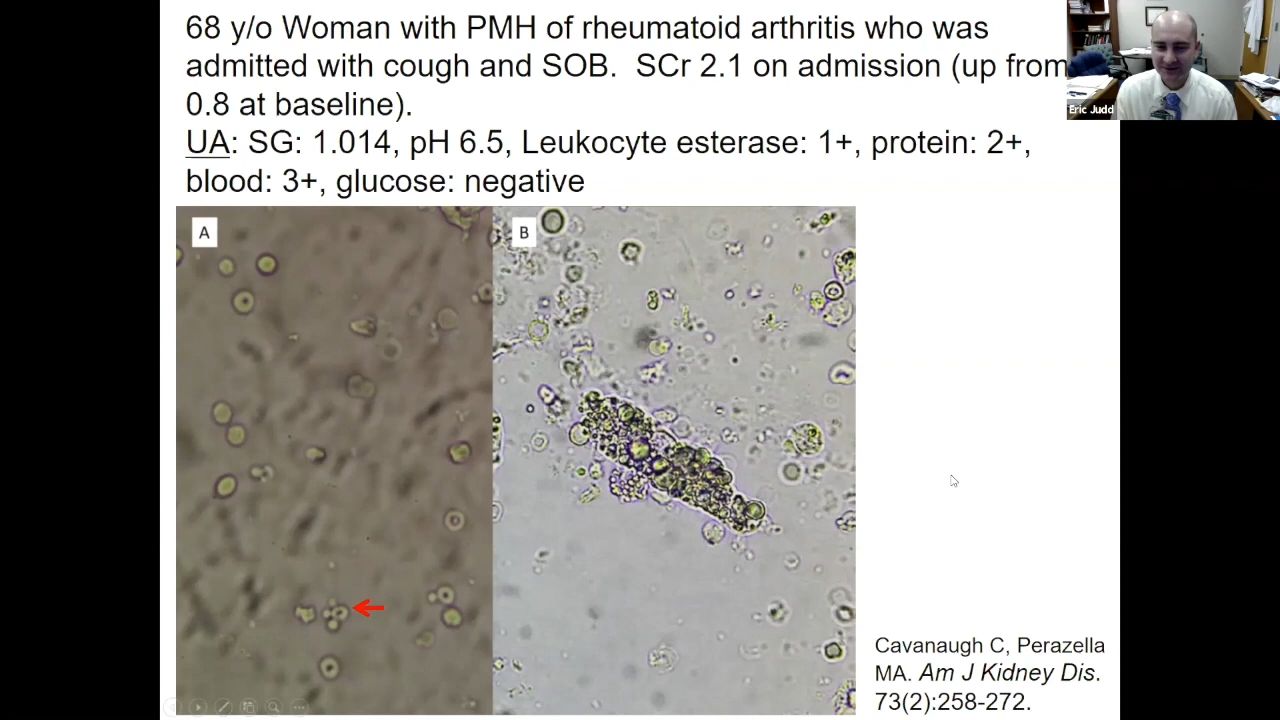 68 y/o Woman with PMH of rheumatoid arthritis who was
admitted with cough and SOB. SCr 2.1 on admission (up from
0.8 at baseline).
UA: SG: 1.014, pH 6.5, Leukocyte esterase: 1+, protein: 2+,
blood: 3+, glucose: negative
Eric Judd
A
B
Cavanaugh C, Perazella
MA. Am J Kidney Dis.
73(2):258-272.